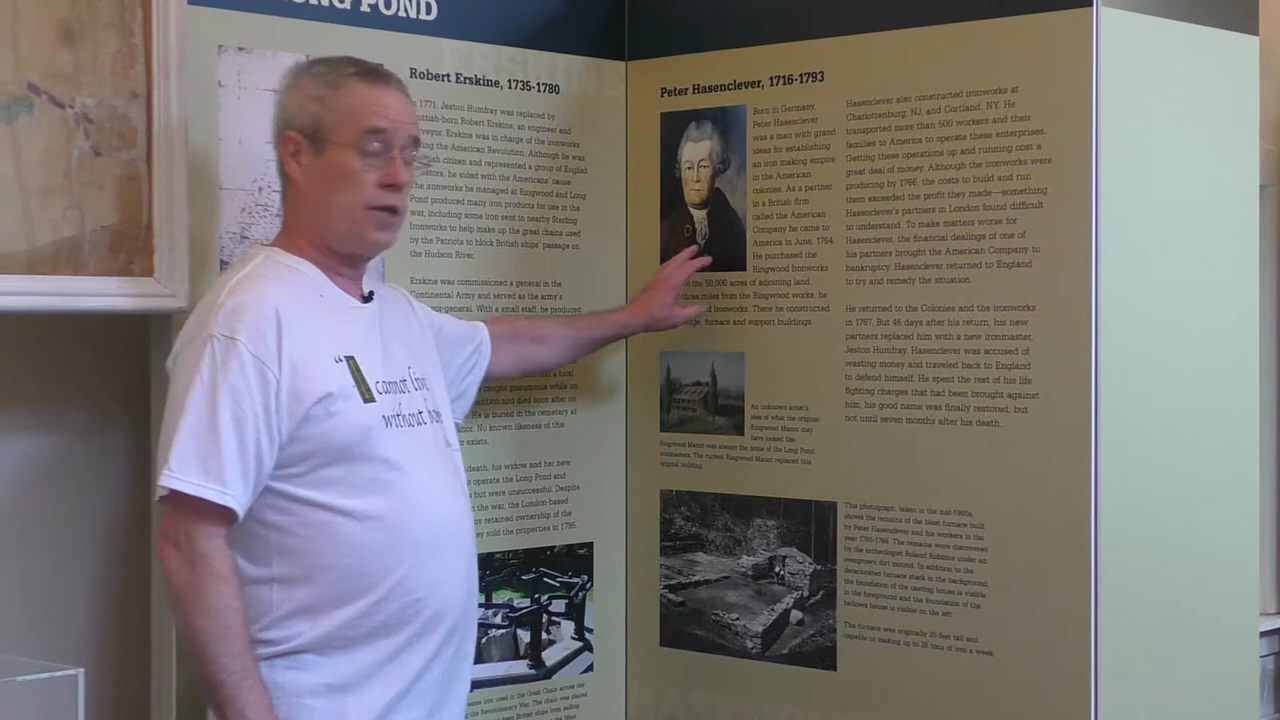 LONG POND
Robert Erskine, 1735-1780
In 1771, Jeston Humfray was replaced by
Scottish-born Robert Erskine, an engineer and
surveyor. Erskine was in charge of the ironworks
during the American Revolution. Although he was
citizen and represented a group of English
he sided with the Americans' cause.
The ironworks he managed at Ringwood and Long
Pond produced many iron products for use in the
war, including some iron sent to nearby Sterling
Ironworks to help make up the great chains used
by the Patriots to block British ships' passage on
the Hudson River.
Erskine was commissioned a general in the
Continental Army and served as the army's
With a small staff, he produced
a local
caught pneumonia while on
and died soon after on
He is buried in the cemetery at
No known likeness of this
exists.
death, his widow and her new
operate the Long Pond and
but were unsuccessful. Despite
the war, the London-based
retained ownership of the
sold the properties in 1795.
iron used in the Great Chain across the
the Revolutionary War. The chain was placed
British ships from sailing
West
Peter Hasenclever, 1716-1793
Born in Germany,
Peter Hasenclever
was a man with grand
ideas for establishing
an iron making empire
in the American
colonies. As a partner
in a British firm
called the American
Company he came to
America in June, 1764.
He purchased the
Ringwood Ironworks
the 50,000 acres of adjoining land.
three miles from the Ringwood works, he
Ironworks. There he constructed
furnace and support buildings.
An unknown artist's
idea of what the original
Ringwood Manor may
have looked like.
Ringwood Manor was always the home of the Long Pond
ironmasters. The current Ringwood Manor replaced this
original building.
Hasenclever also constructed ironworks at
Charlottenburg, NJ, and Cortland, NY. He
transported more than 500 workers and their
families to America to operate these enterprises.
Getting these operations up and running cost a
great deal of money. Although the ironworks were
producing by 1766, the costs to build and run
them exceeded the profit they made—something
Hasenclever's partners in London found difficult
to understand. To make matters worse for
Hasenclever, the financial dealings of one of
his partners brought the American Company to
bankruptcy. Hasenclever returned to England
to try and remedy the situation.
He returned to the Colonies and the ironworks
in 1767. But 46 days after his return, his new
partners replaced him with a new ironmaster,
Jeston Humfray. Hasenclever was accused of
wasting money and traveled back to England
to defend himself. He spent the rest of his life
fighting charges that had been brought against
him; his good name was finally restored, but
not until seven months after his death.
This photograph, taken in the mid-1960s,
shows the remains of the blast furnace built
by Peter Hasenclever and his workers in the
year 1765-1766. The remains were discovered
by the archeologist Roland Robbins under an
overgrown dirt mound. In addition to the
deteriorated furnace stack in the background,
the foundation of the casting house is visible
in the foreground and the foundation of the
bellows house is visible on the left.
The furnace was originally 25 feet tall and
capable to making up to 25 tons of iron a week.
"I cannot live
without